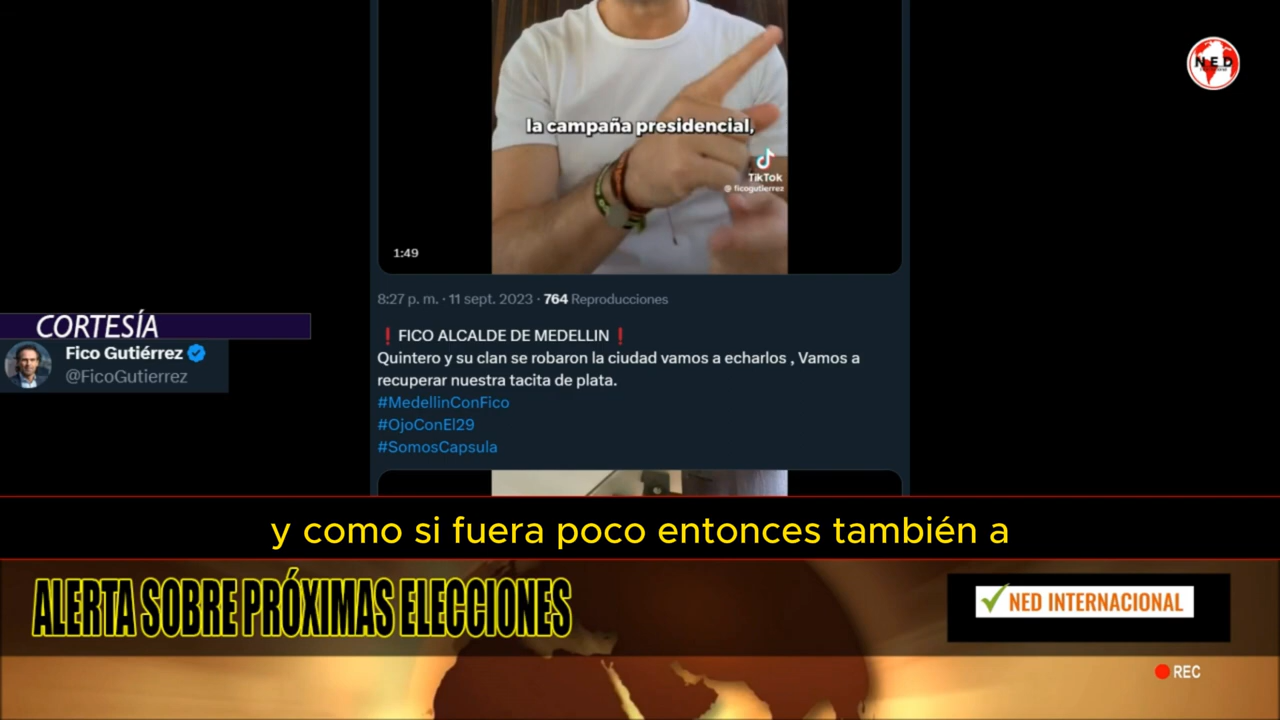 la campaña presidencial,
TikTok
@ ficogutierrez
NED
1:49
8:27 p. m. · 11 sept. 2023 · 764 Reproducciones
CORTESÍA
Fico Gutiérrez
@FicoGutierrez
❗FICO ALCALDE DE MEDELLIN❗
Quintero y su clan se robaron la ciudad vamos a echarlos , Vamos a
recuperar nuestra tacita de plata.
#MedellinConFico
#OjoConEl29
#SomosCapsula
y como si fuera poco entonces también a
ALERTA SOBRE PRÓXIMAS ELECCIONES
NED INTERNACIONAL
REC